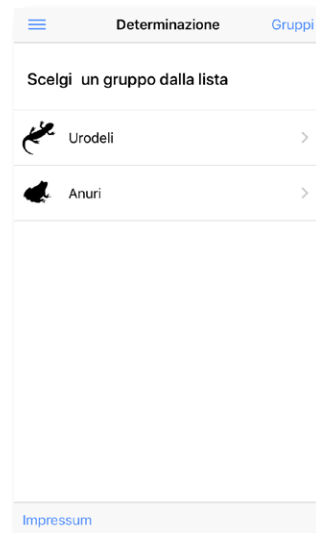 Determinazione Gruppi
Scelgi un gruppo dalla lista
Urodeli
Anuri
Impressum